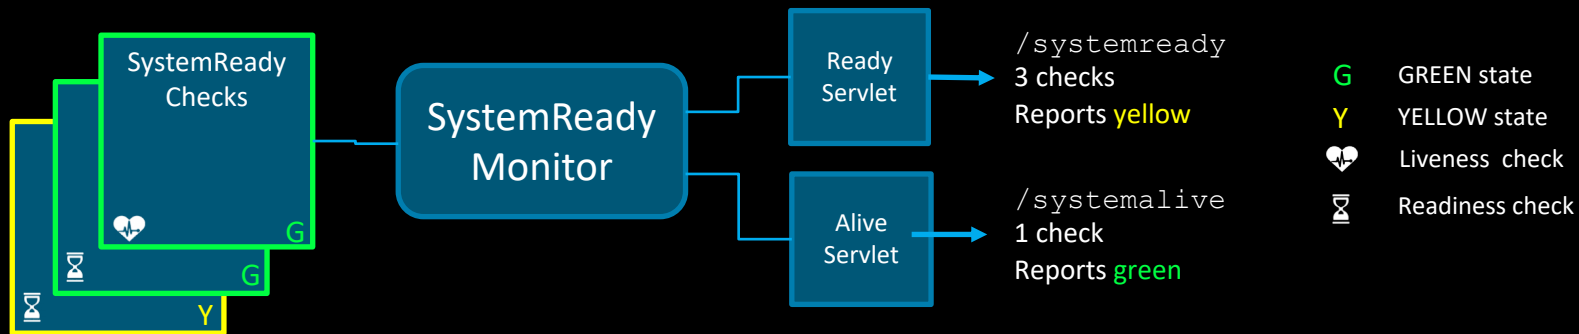 SystemReady
Checks
G
G
Y
SystemReady
Monitor
Ready
Servlet
Alive
Servlet
/systemready
3 checks
Reports yellow
/systemalive
1 check
Reports green
G GREEN state
Y YELLOW state
Liveness check
Readiness check